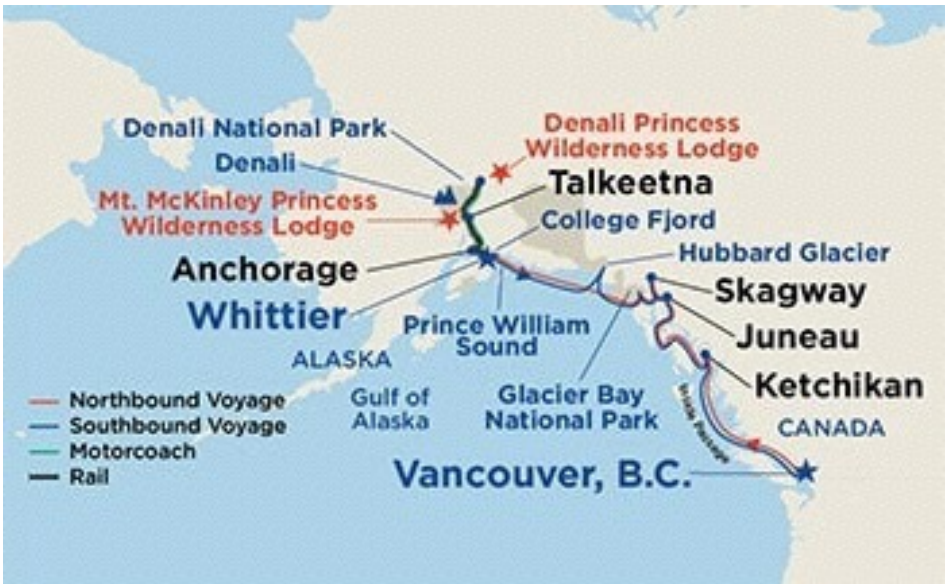 Denali National Park
Denali
Mt. McKinley Princess
Wilderness Lodge
Denali Princess
Wilderness Lodge
Talkeetna
College Fjord
Hubbard Glacier
Anchorage
Skagway
Whittier
Prince William
Sound
Juneau
ALASKA
Gulf of
Alaska
Glacier Bay
National Park
Ketchikan
Inside Passage
CANADA
Vancouver, B.C.
Northbound Voyage
Southbound Voyage
Motorcoach
Rail